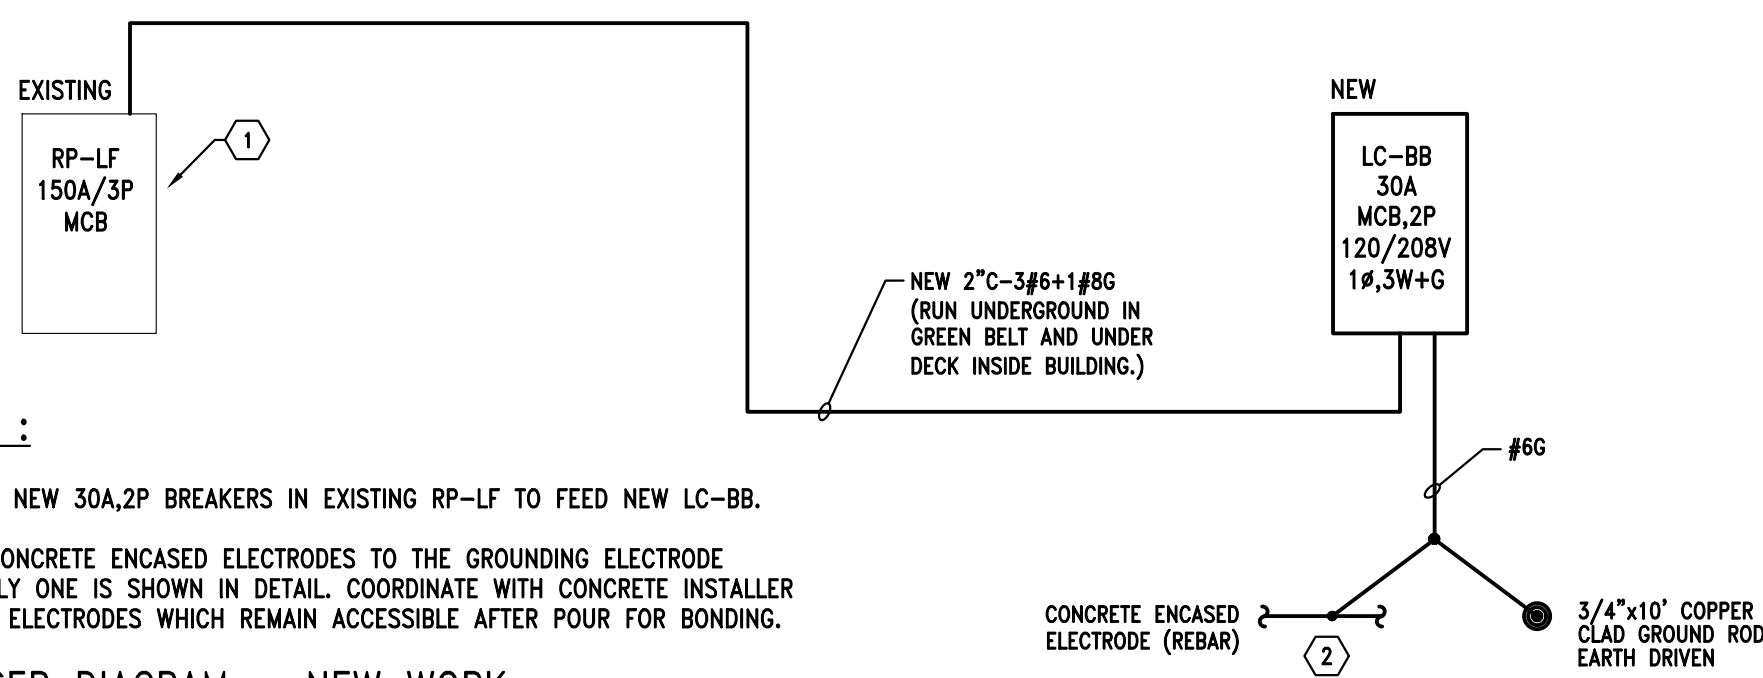 EXISTING
RP-LF
150A/3P
MCB
1
NEW
LC-BB
30A
MCB,2P
120/208V
1ø,3W+G
NEW 2"C-3#6+1#8G
(RUN UNDERGROUND IN
GREEN BELT AND UNDER
DECK INSIDE BUILDING.)
#6G
:
NEW 30A,2P BREAKERS IN EXISTING RP-LF TO FEED NEW LC-BB.
ENCASED ELECTRODES TO THE GROUNDING ELECTRODE
ONE IS SHOWN IN DETAIL. COORDINATE WITH CONCRETE INSTALLER
ELECTRODES WHICH REMAIN ACCESSIBLE AFTER POUR FOR BONDING.
CONCRETE ENCASED
ELECTRODE (REBAR)
2
3/4"x10' COPPER
CLAD GROUND ROD
EARTH DRIVEN
DIAGRAM NEW WORK